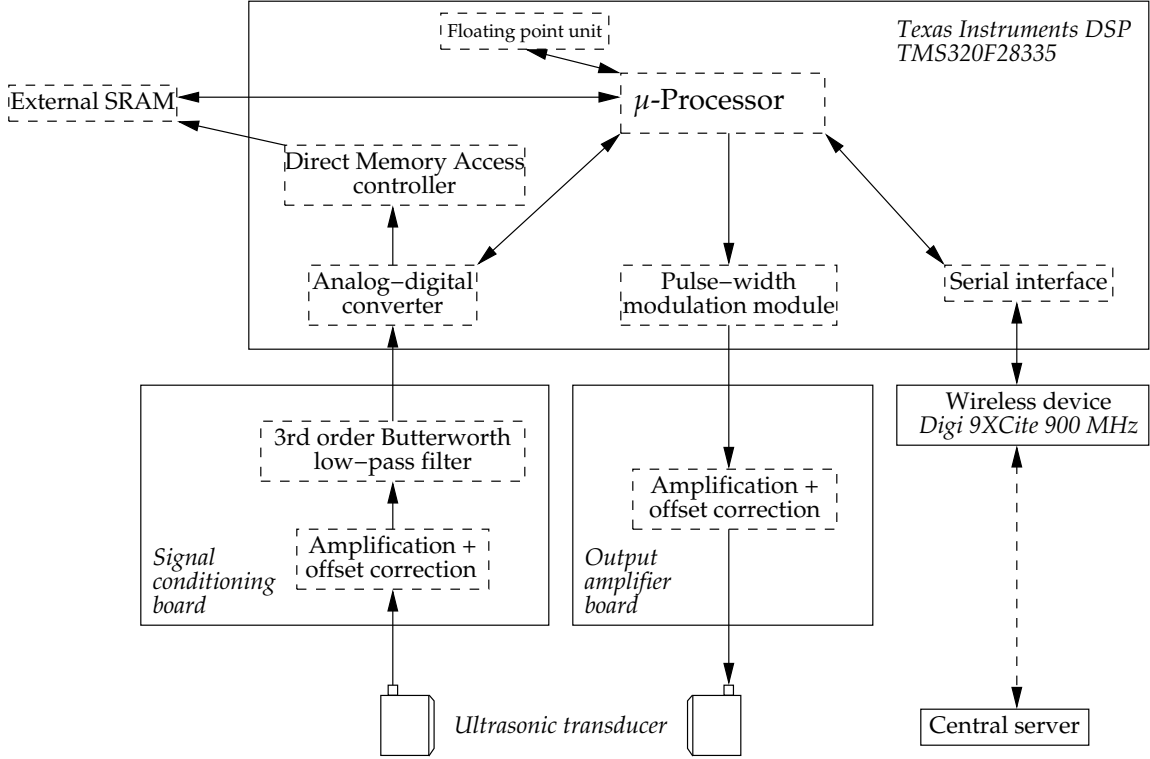 Floating point unit
Texas Instruments DSP
TMS320F28335
External SRAM
μ-Processor
Direct Memory Access
controller
Analog-digital
converter
Pulse-width
modulation module
Serial interface
Wireless device
Digi 9XCite 900 MHz
3rd order Butterworth
low-pass filter
Amplification +
offset correction
Amplification +
offset correction
Signal
conditioning
board
Output
amplifier
board
Ultrasonic transducer
Central server